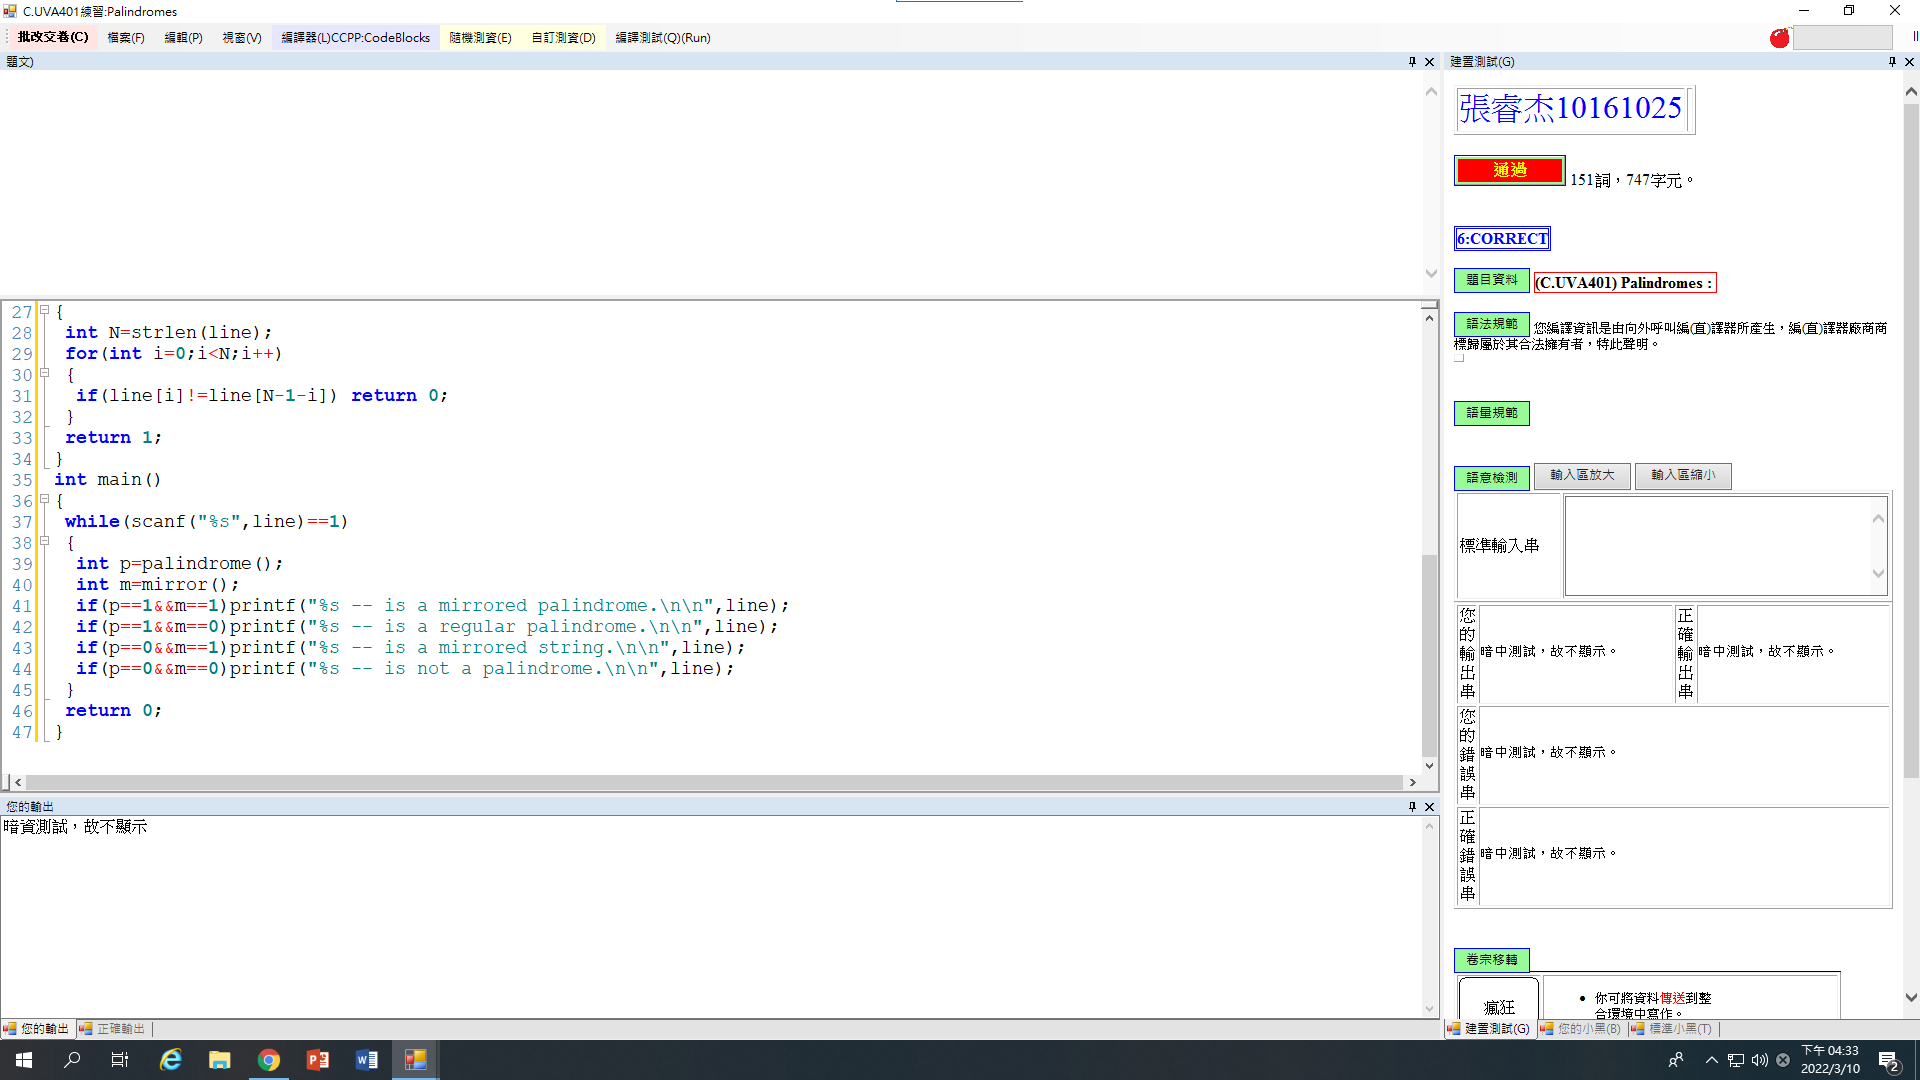 C.UVA401練習:Palindromes
批改交卷(C) 檔案(F) 編輯(P) 視窗(V) 編譯器(L)CCPP:CodeBlocks 隨機測資(E) 自訂測資(D) 編譯測試(Q)(Run)
題文)
27 {
28 int N=strlen(line);
29 for(int i=0;i<N;i++)
30 {
31 if(line[i]!=line[N-1-i]) return 0;
32 }
33 return 1;
34 }
35 int main()
36 {
37 while(scanf("%s",line)==1)
38 {
39 int p=palindrome();
40 int m=mirror();
41 if(p==1&&m==1)printf("%s -- is a mirrored palindrome.\n\n",line);
42 if(p==1&&m==0)printf("%s -- is a regular palindrome.\n\n",line);
43 if(p==0&&m==1)printf("%s -- is a mirrored string.\n\n",line);
44 if(p==0&&m==0)printf("%s -- is not a palindrome.\n\n",line);
45 }
46 return 0;
47 }
您的輸出
暗資測試，故不顯示
您的輸出 正確輸出
建置測試(G)
張睿杰10161025
通過 151詞，747字元。
6:CORRECT
題目資料 (C.UVA401) Palindromes :
語法規範 您編譯資訊是由向外呼叫編(直)譯器所產生，編(直)譯器廠商商
標歸屬於其合法擁有者，特此聲明。
語量規範
語意檢測 輸入區放大 輸入區縮小
標準輸入串
您的輸出串 暗中測試，故不顯示。 正確輸出串 暗中測試，故不顯示。
您的錯誤串 暗中測試，故不顯示。
正確錯誤串 暗中測試，故不顯示。
卷宗移轉
瘋狂
• 你可將資料傳送到整
合環境中寫作。
建置測試(G) 您的小黑(B) 標準小黑(T)
下午 04:33
2022/3/10
2